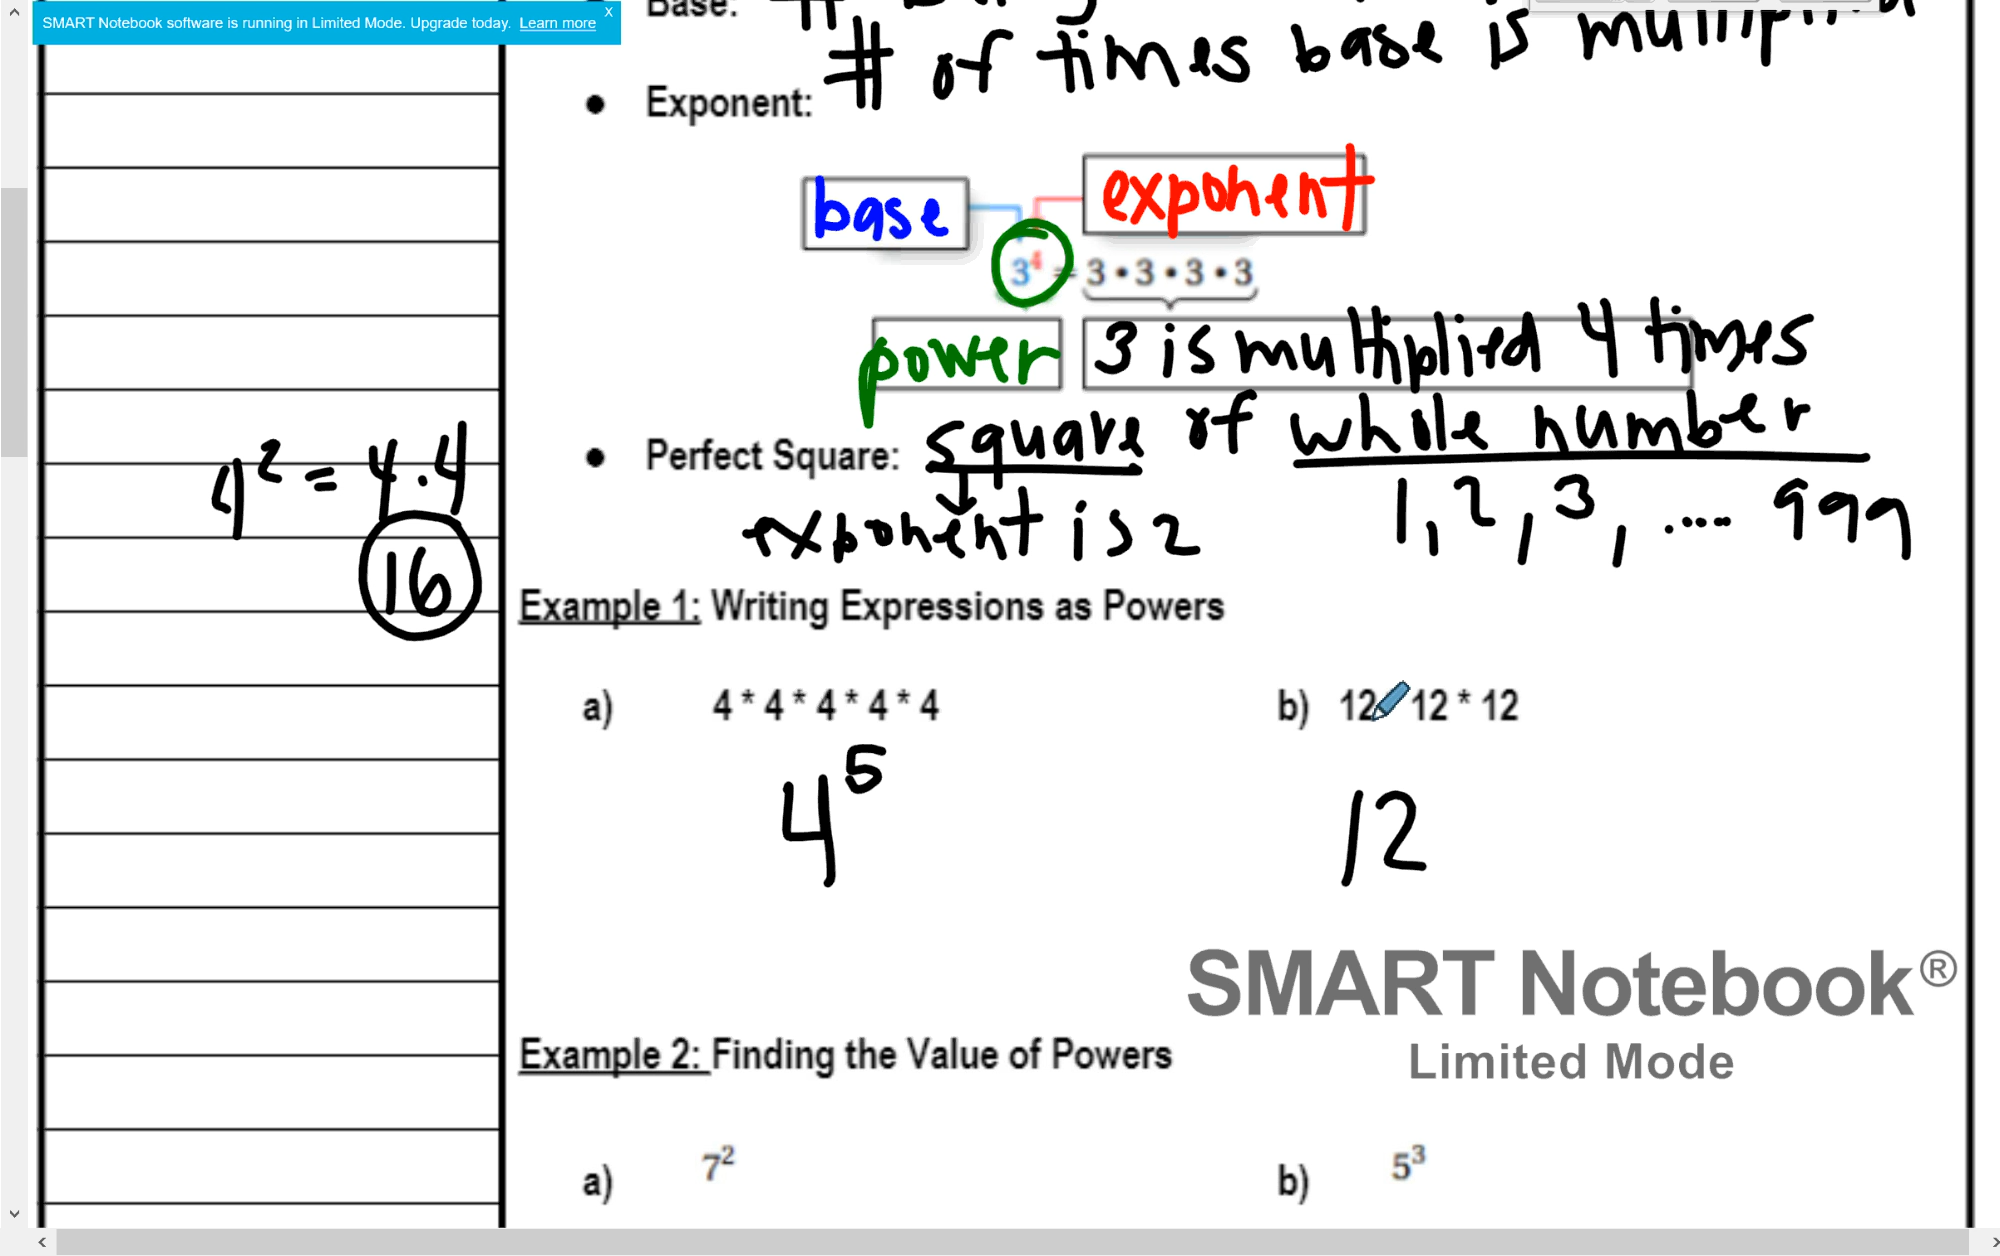 SMART Notebook software is running in Limited Mode. Upgrade today. Learn more X
Base: #
# of times base is multiplied
• Exponent:
base exponent
3⁴ = 3 • 3 • 3 • 3
power 3 is multiplied 4 times
• Perfect Square: square of whole number
exponent is 2 1, 2, 3, ..... 999
4² = 4 . 4
16
Example 1: Writing Expressions as Powers
a) 4 * 4 * 4 * 4 * 4 b) 12 12 * 12
4⁵ 12
SMART Notebook®
Limited Mode
Example 2: Finding the Value of Powers
a) 7² b) 5³